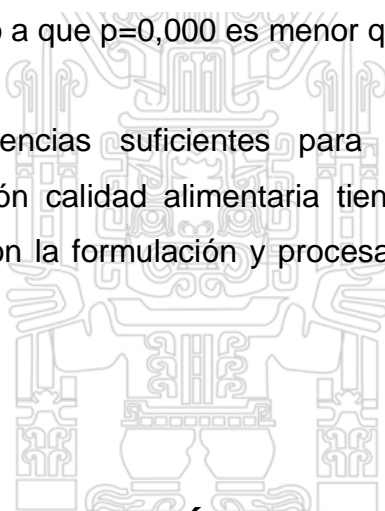 o a que p=0,000 es menor q
encias suficientes para
ón calidad alimentaria tien
on la formulación y procesa